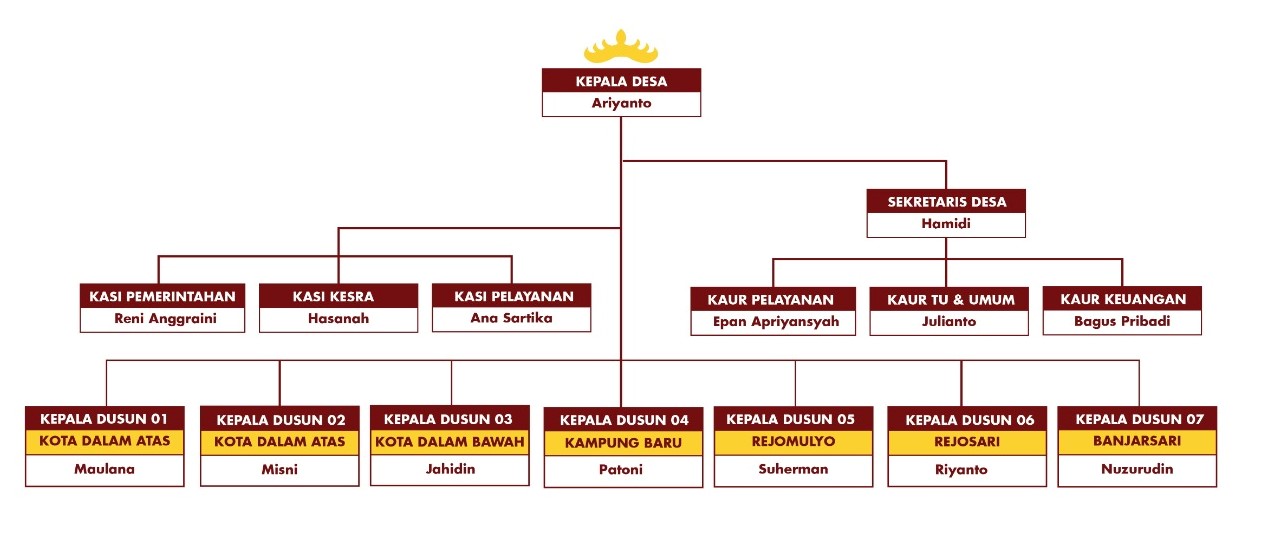 KEPALA DESA
Ariyanto
SEKRETARIS DESA
Hamidi
KASI PEMERINTAHAN
Reni Anggraini
KASI KESRA
Hasanah
KASI PELAYANAN
Ana Sartika
KAUR PELAYANAN
Epan Apriyansyah
KAUR TU & UMUM
Julianto
KAUR KEUANGAN
Bagus Pribadi
KEPALA DUSUN 01
KOTA DALAM ATAS
Maulana
KEPALA DUSUN 02
KOTA DALAM ATAS
Misni
KEPALA DUSUN 03
KOTA DALAM BAWAH
Jahidin
KEPALA DUSUN 04
KAMPUNG BARU
Patoni
KEPALA DUSUN 05
REJOMULYO
Suherman
KEPALA DUSUN 06
REJOSARI
Riyanto
KEPALA DUSUN 07
BANJARSARI
Nuzurudin